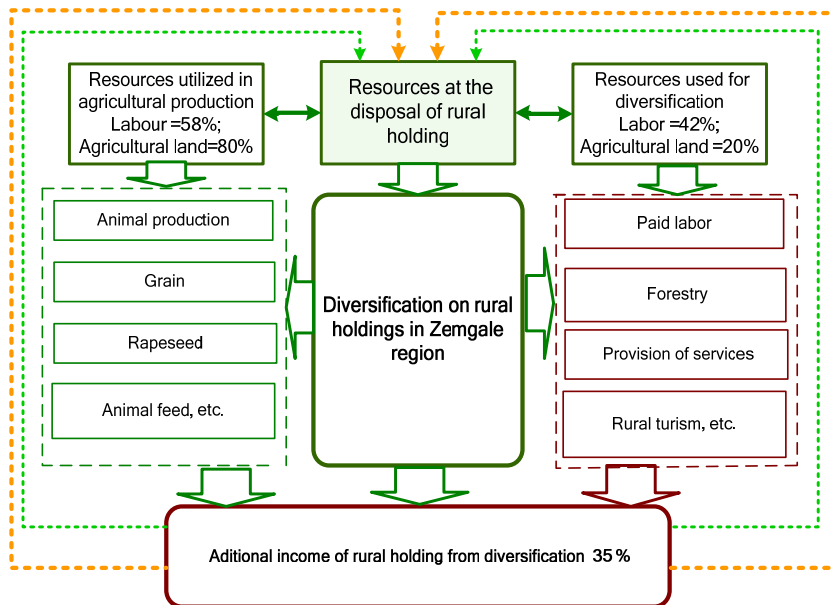 Resources utilized in
agricultural production
Labour =58%;
Agricultural land=80%
Resources at the
disposal of rural
holding
Resources used for
diversification
Labor =42%;
Agricultural land =20%
Animal production
Grain
Rapeseed
Animal feed, etc.
Diversification on rural
holdings in Zemgale
region
Paid labor
Forestry
Provision of services
Rural turism, etc.
Aditional income of rural holding from diversification 35 %